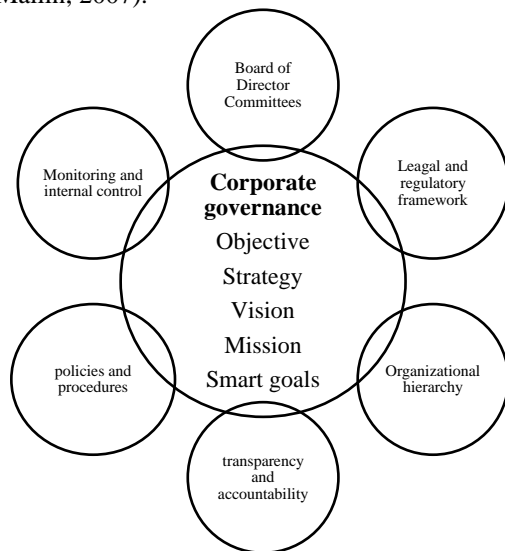 Mallin, 2007).
Board of
Director
Committees
Monitoring and
internal control
Leagal and
regulatory
framework
Corporate
governance
Objective
Strategy
Vision
Mission
Smart goals
policies and
procedures
Organizational
hierarchy
transparency
and
accountability